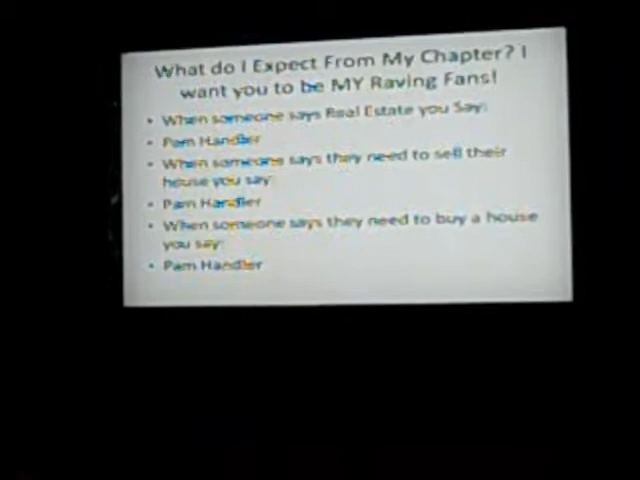 What do I Expect From My Chapter? I
want you to be MY Raving Fans!
• When someone says Real Estate you Say:
• Pam Handler
• When someone says they need to sell their
house you say:
• Pam Handler
• When someone says they need to buy a house
you say:
• Pam Handler